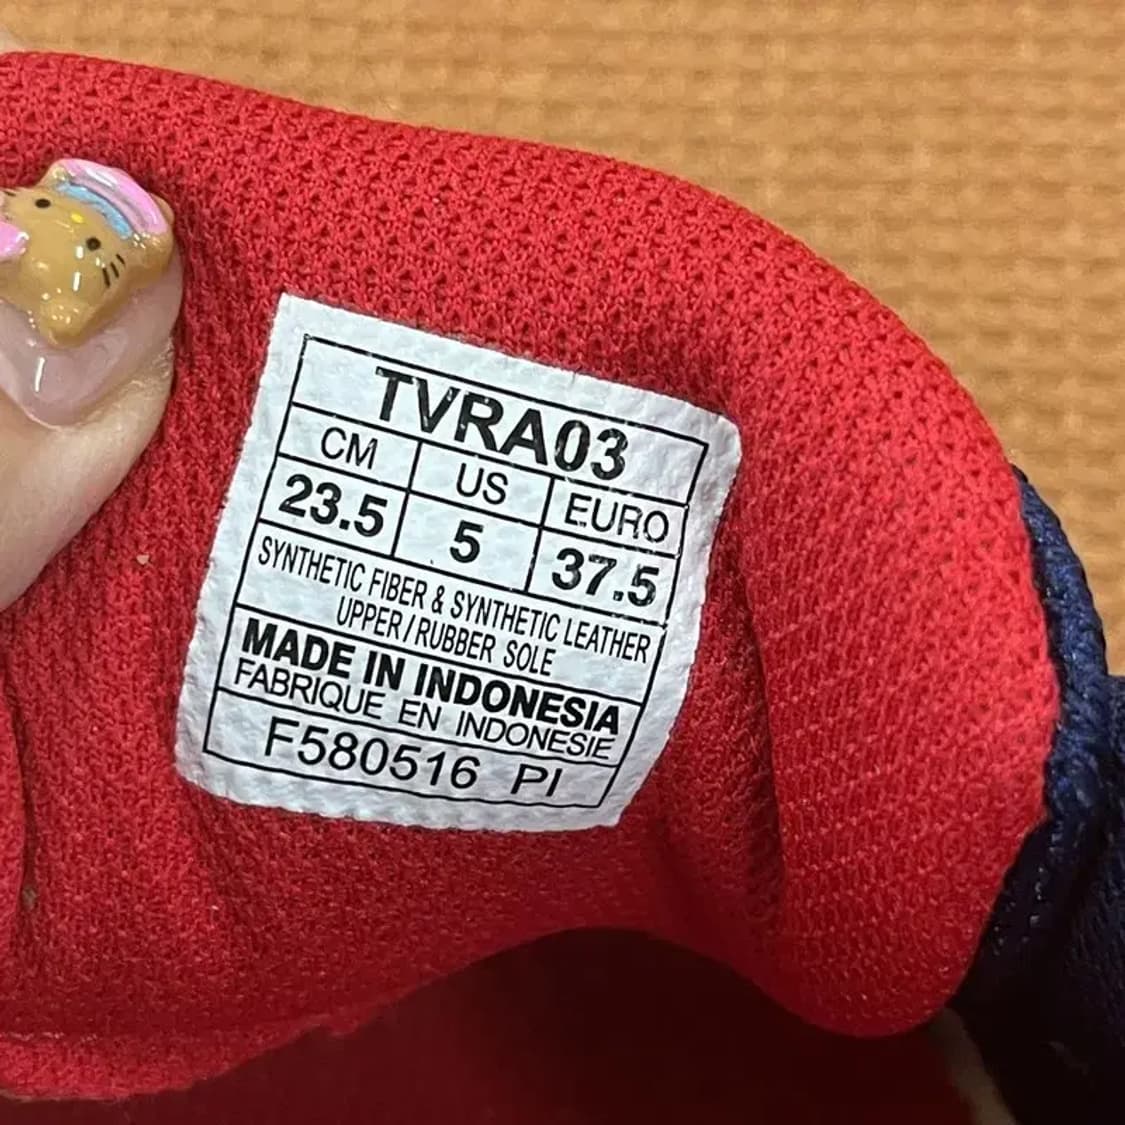 TVRA03
CM US EURO
23.5 5 37.5
SYNTHETIC FIBER & SYNTHETIC LEATHER
UPPER / RUBBER SOLE
MADE IN INDONESIA
FABRIQUE EN INDONESIE
F580516 PI